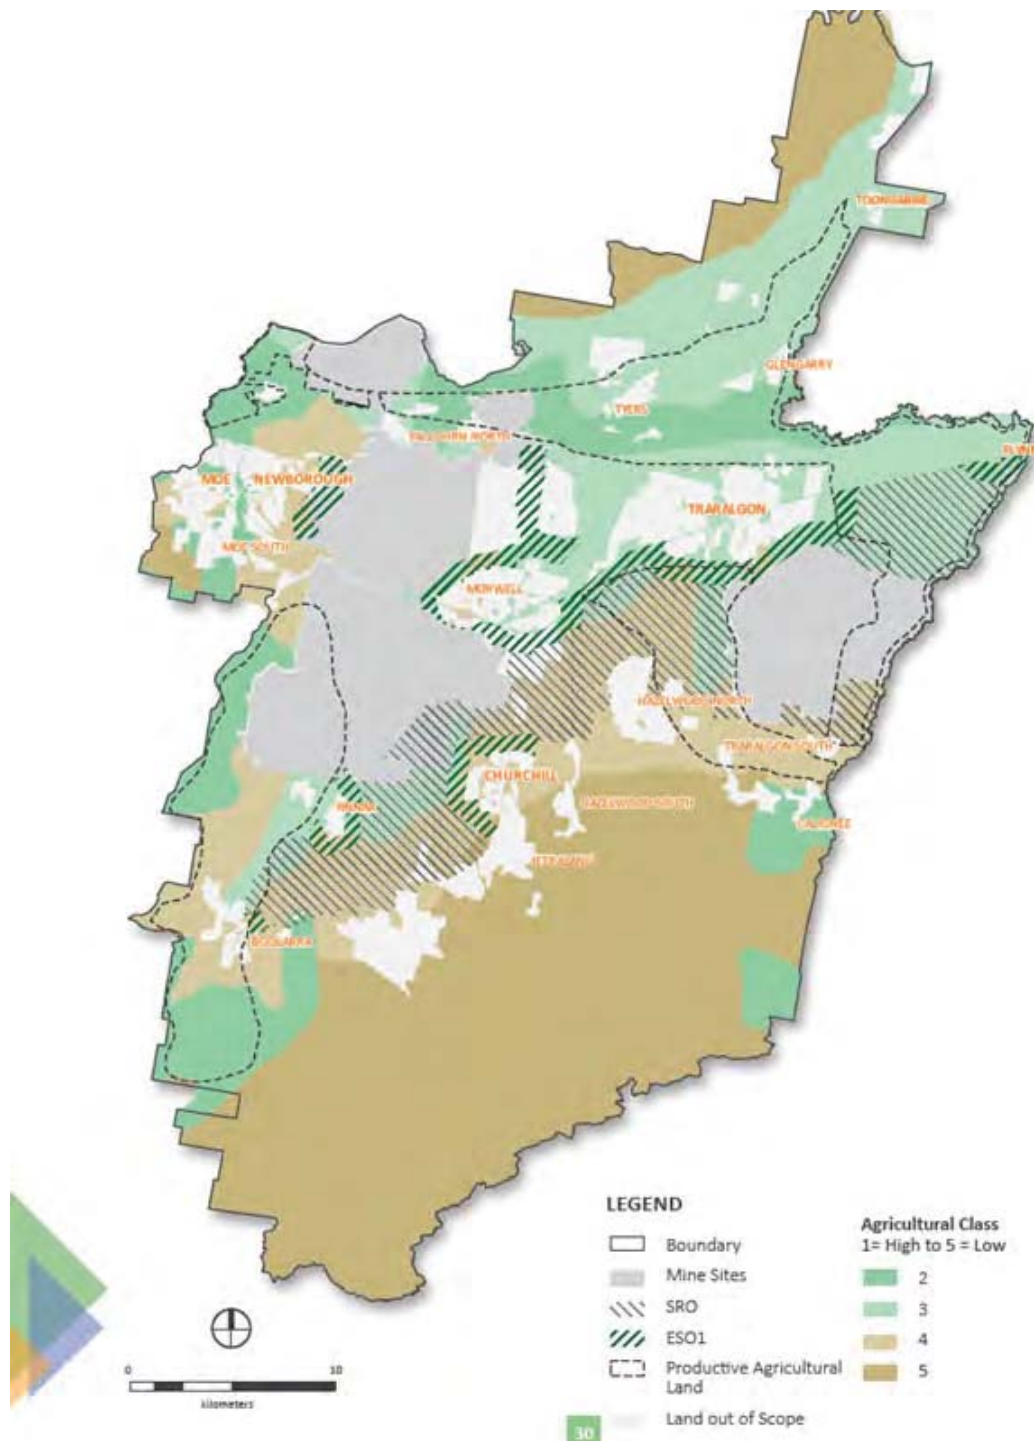 TOONGABBIE
GLENGARRY
TYERS
YALLOURN NORTH
FLYNN
MOE
NEWBOROUGH
TRARALGON
MOE SOUTH
MORWELL
HAZELWOOD NORTH
TRARALGON SOUTH
CHURCHILL
HAZELWOOD SOUTH
YINNAR
CALLIGNEE
JEERALANG
BOOLARRA
LEGEND
Boundary
Mine Sites
SRO
ESO1
Productive Agricultural
Land
Land out of Scope
Agricultural Class
1= High to 5 = Low
2
3
4
5
0
10
kilometers
30